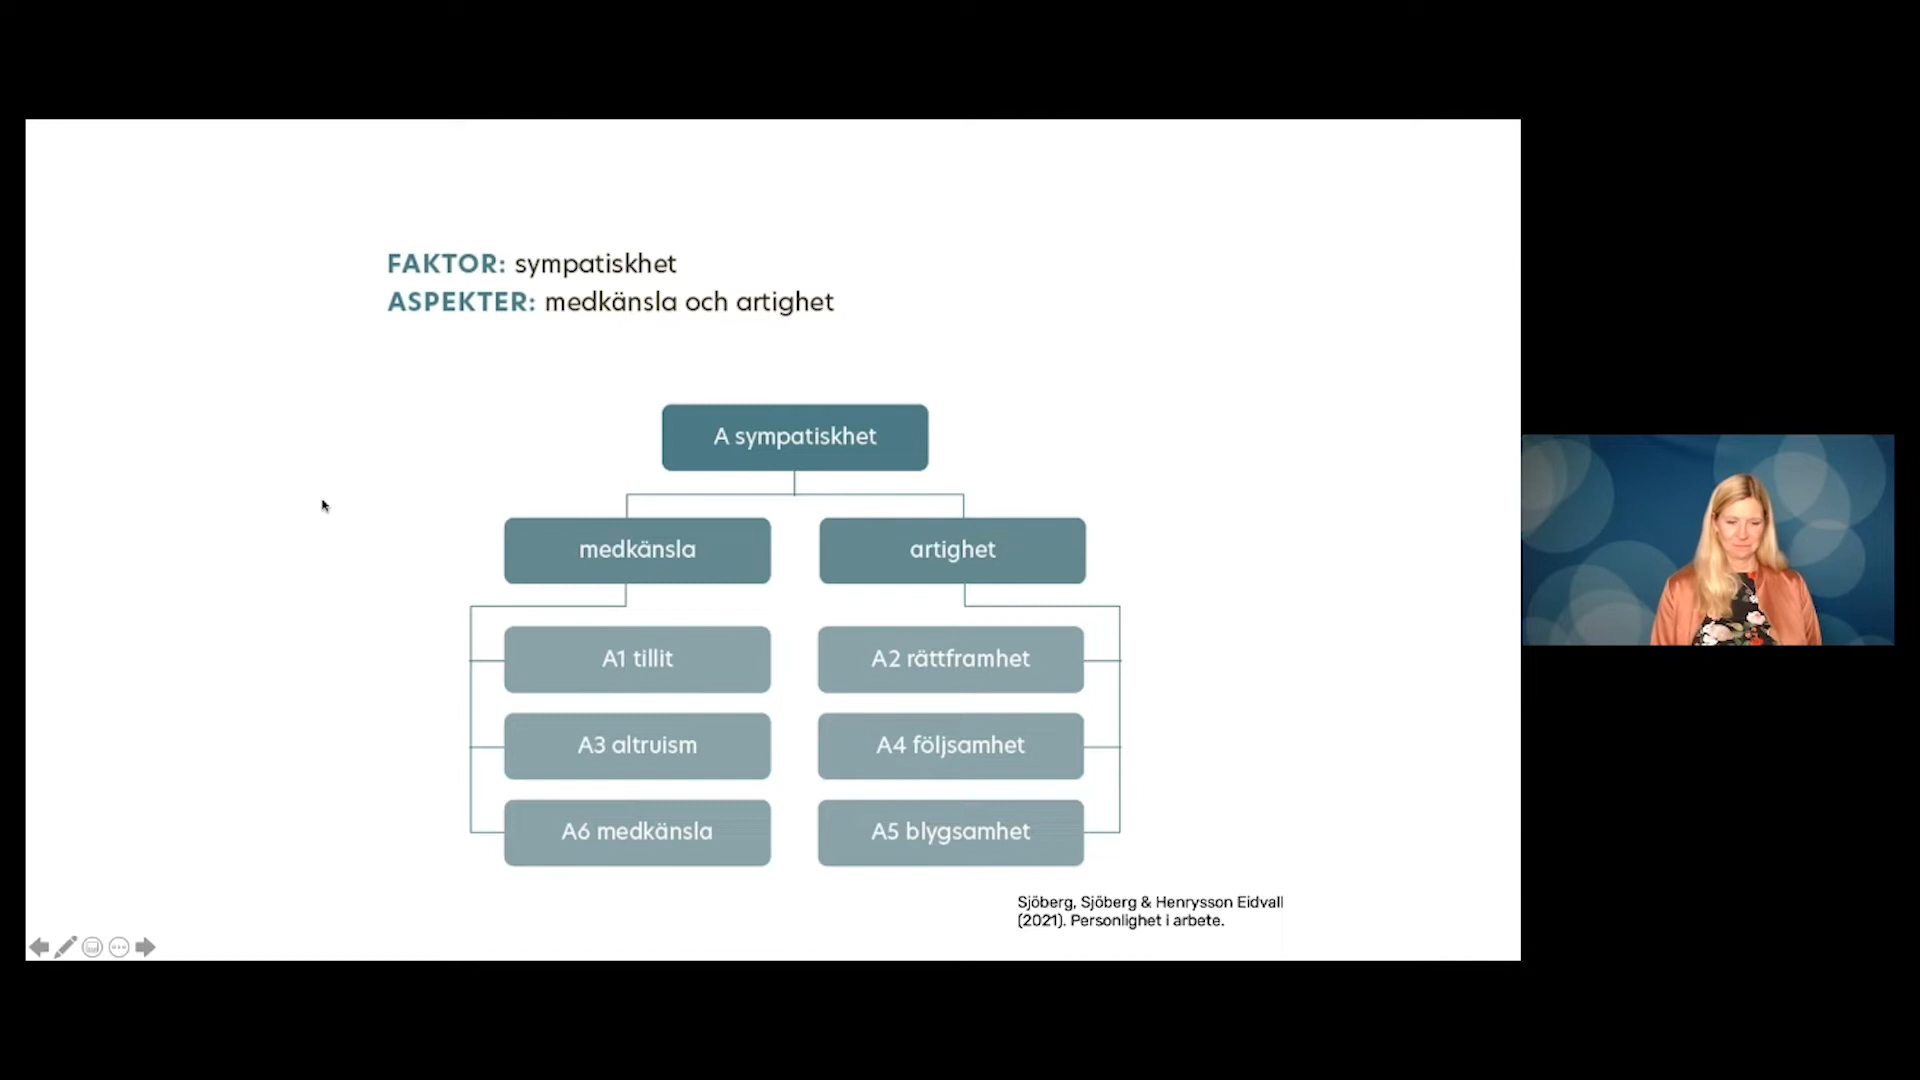 FAKTOR: sympatiskhet
ASPEKTER: medkänsla och artighet
A sympatiskhet
medkänsla
artighet
A1 tillit
A2 rättframhet
A3 altruism
A4 följsamhet
A6 medkänsla
A5 blygsamhet
Sjöberg, Sjöberg & Henrysson Eidvall
(2021). Personlighet i arbete.